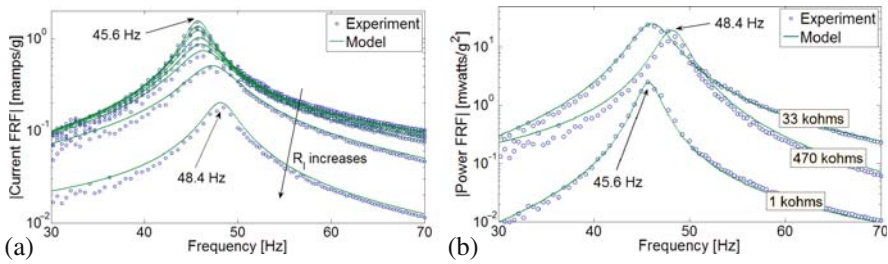 (a)
|Current FRF| [mamps/g]
10^0
10^-1
10^-2
45.6 Hz
Experiment
Model
R_l increases
48.4 Hz
30 40 50 60 70
Frequency [Hz]
(b)
|Power FRF| [mwatts/g^2]
10^1
10^0
10^-1
10^-2
48.4 Hz
Experiment
Model
33 kohms
470 kohms
45.6 Hz
1 kohms
30 40 50 60 70
Frequency [Hz]